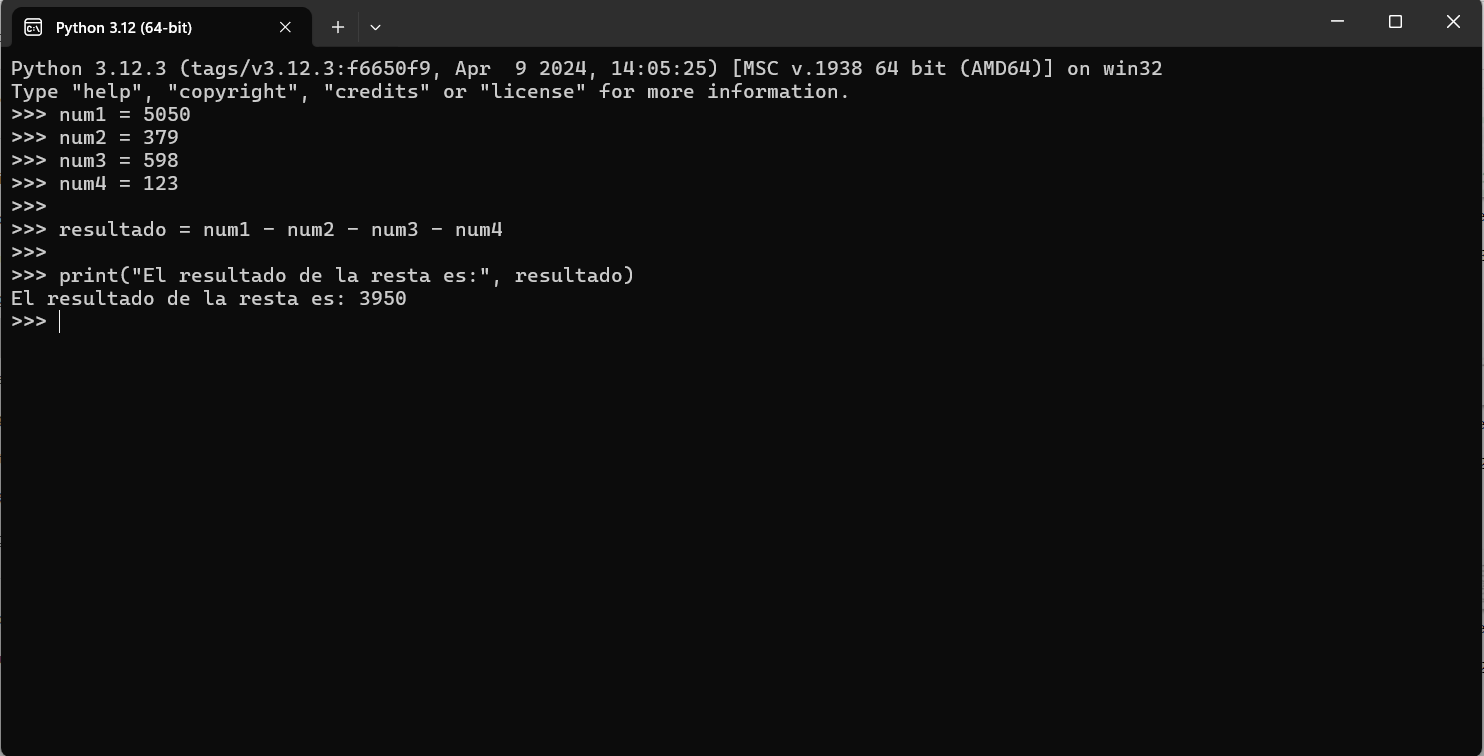 Python 3.12 (64-bit)
Python 3.12.3 (tags/v3.12.3:f6650f9, Apr  9 2024, 14:05:25) [MSC v.1938 64 bit (AMD64)] on win32
Type "help", "copyright", "credits" or "license" for more information.
>>> num1 = 5050
>>> num2 = 379
>>> num3 = 598
>>> num4 = 123
>>>
>>> resultado = num1 - num2 - num3 - num4
>>>
>>> print("El resultado de la resta es:", resultado)
El resultado de la resta es: 3950
>>>